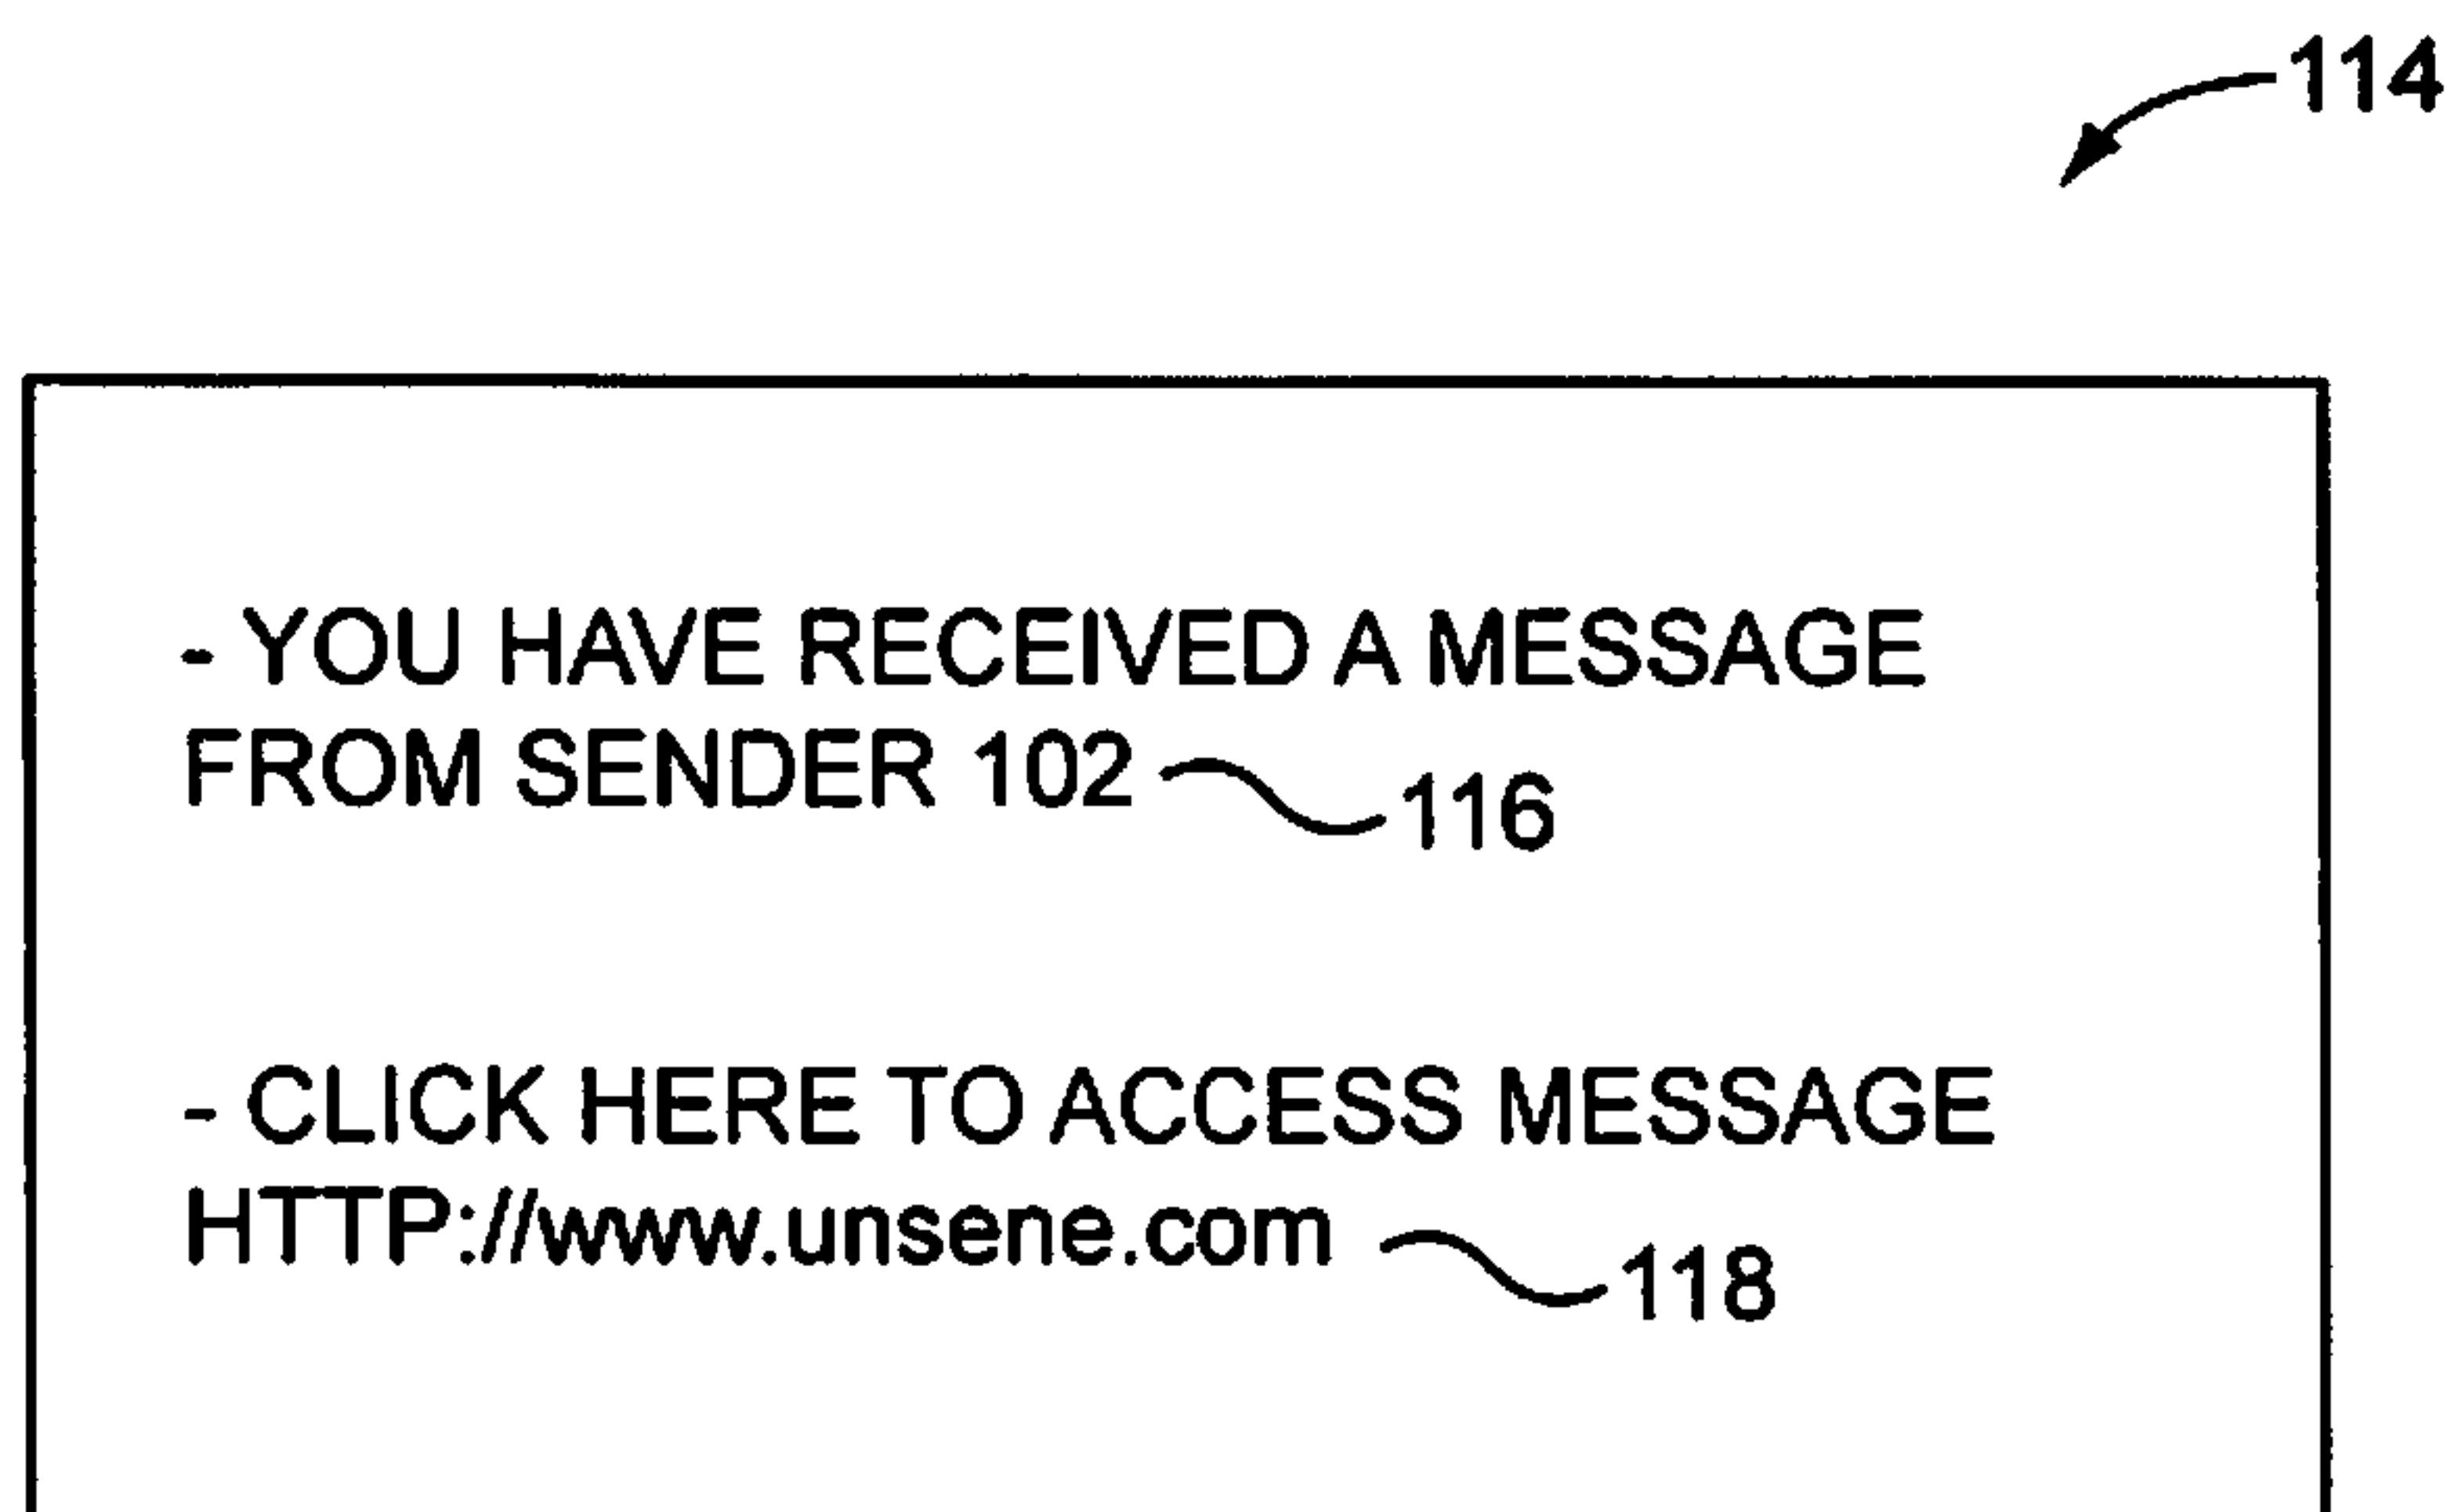 114
- YOU HAVE RECEIVED A MESSAGE
FROM SENDER 102
116
- CLICK HERE TO ACCESS MESSAGE
HTTP://www.unsene.com
118